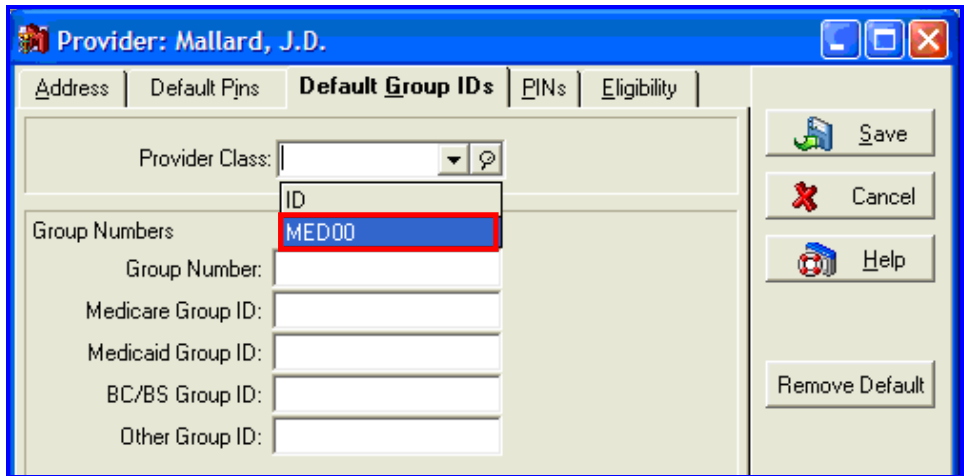 Provider: Mallard, J.D.
Address Default Pins Default Group IDs PINs Eligibility
Provider Class:
ID
MED00
Group Numbers
Group Number:
Medicare Group ID:
Medicaid Group ID:
BC/BS Group ID:
Other Group ID:
Save
Cancel
Help
Remove Default